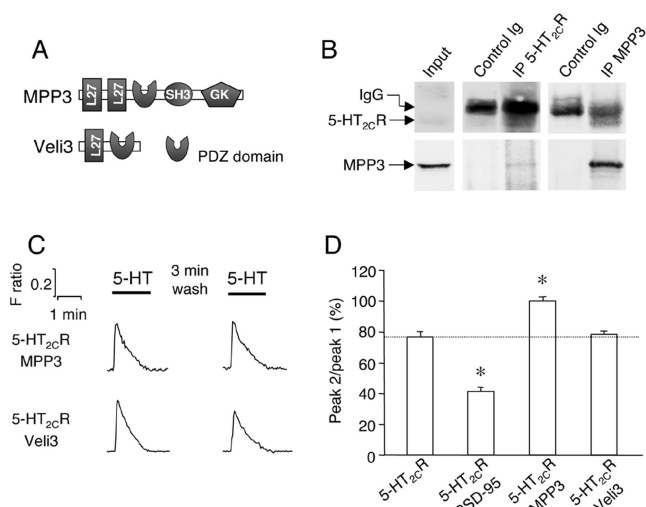 A
MPP3
L27
L27
SH3
GK
Veli3
L27
PDZ domain
B
Input
Control Ig
IP 5-HT2CR
Control Ig
IP MPP3
IgG
5-HT2CR
MPP3
C
F ratio
0.2
1 min
5-HT
3 min
wash
5-HT
5-HT2CR
MPP3
5-HT2CR
Veli3
D
Peak 2/peak 1 (%)
120
100
80
60
40
20
0
*
*
5-HT2CR
5-HT2CR
SD-95
5-HT2CR
MPP3
5-HT2CR
Veli3